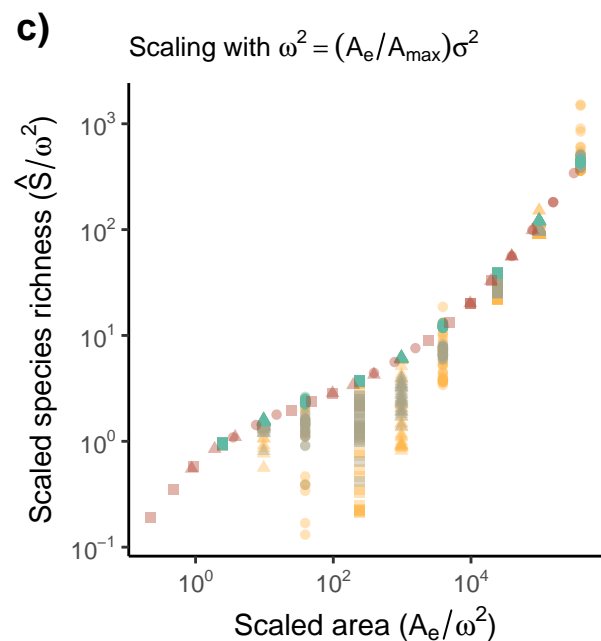 c)
Scaling with ω² = (Aₑ/Aₘₐₓ)σ²
Scaled species richness (Ŝ/ω²)
10³
10²
10¹
10⁰
10⁻¹
10⁰
10²
10⁴
Scaled area (Aₑ/ω²)